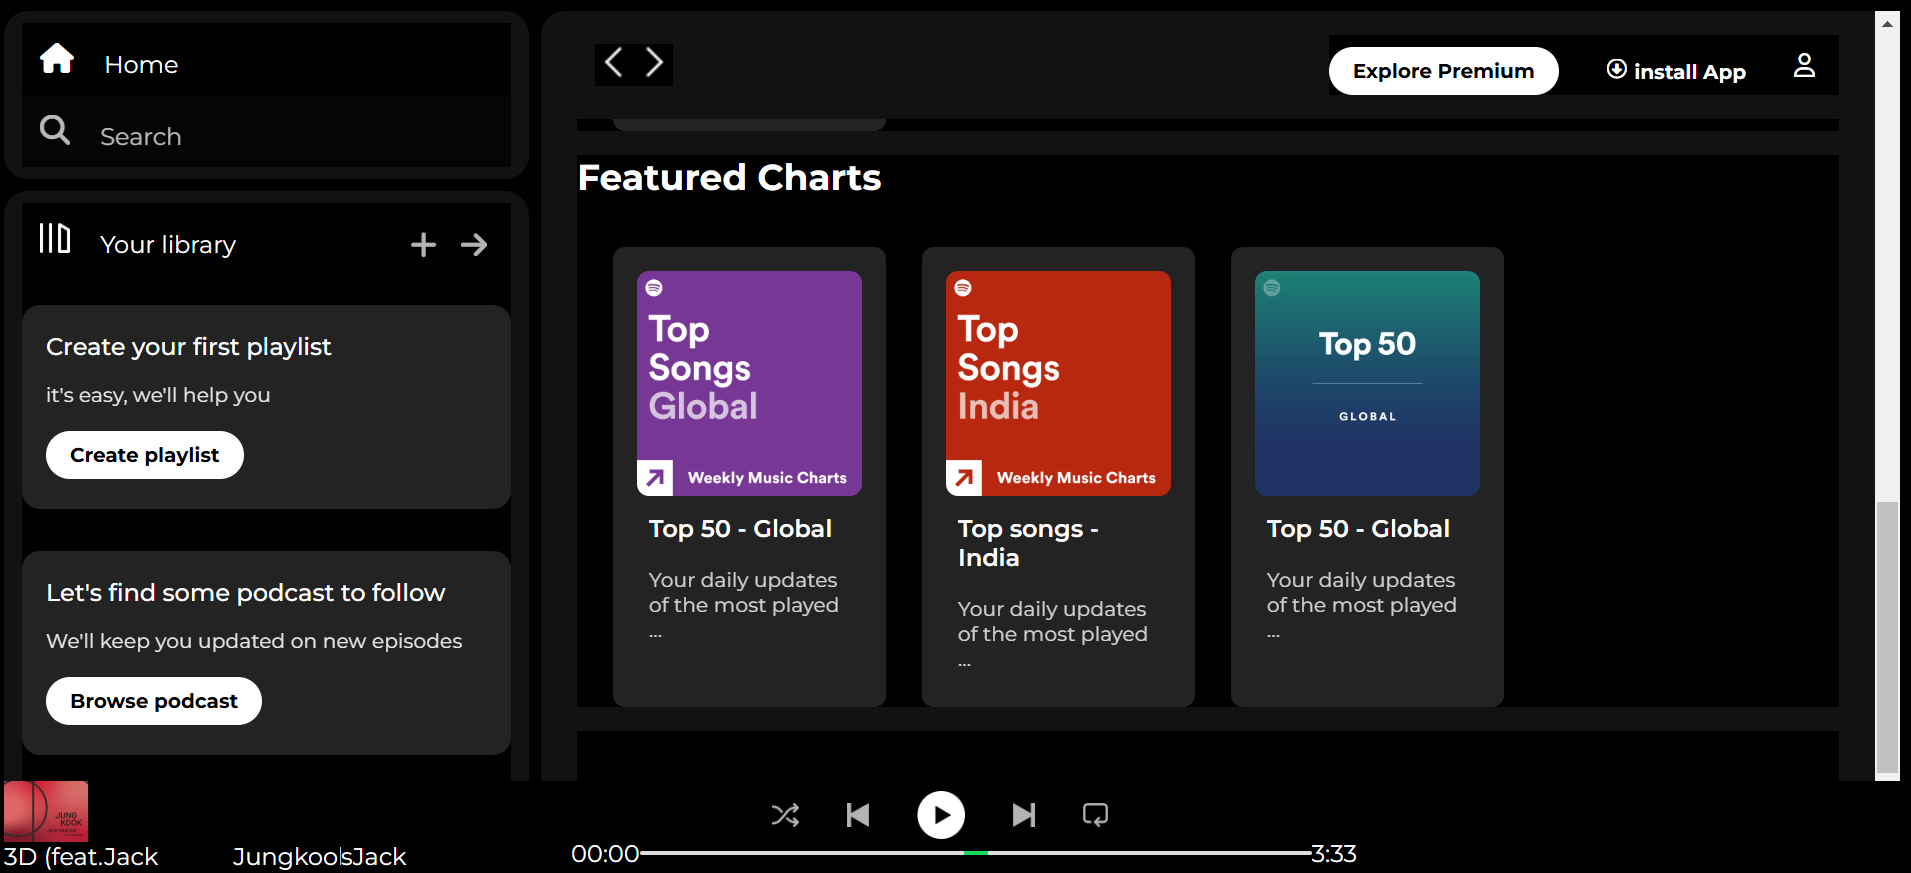 Home
Search
Your library
Create your first playlist
it's easy, we'll help you
Create playlist
Let's find some podcast to follow
We'll keep you updated on new episodes
Browse podcast
Explore Premium
install App
Featured Charts
Top
Songs
Global
Weekly Music Charts
Top 50 - Global
Your daily updates
of the most played
...
Top
Songs
India
Weekly Music Charts
Top songs -
India
Your daily updates
of the most played
...
Top 50
GLOBAL
Top 50 - Global
Your daily updates
of the most played
...
JUNG
KOOK
3D (feat.Jack
JungkooksJack
00:00
3:33